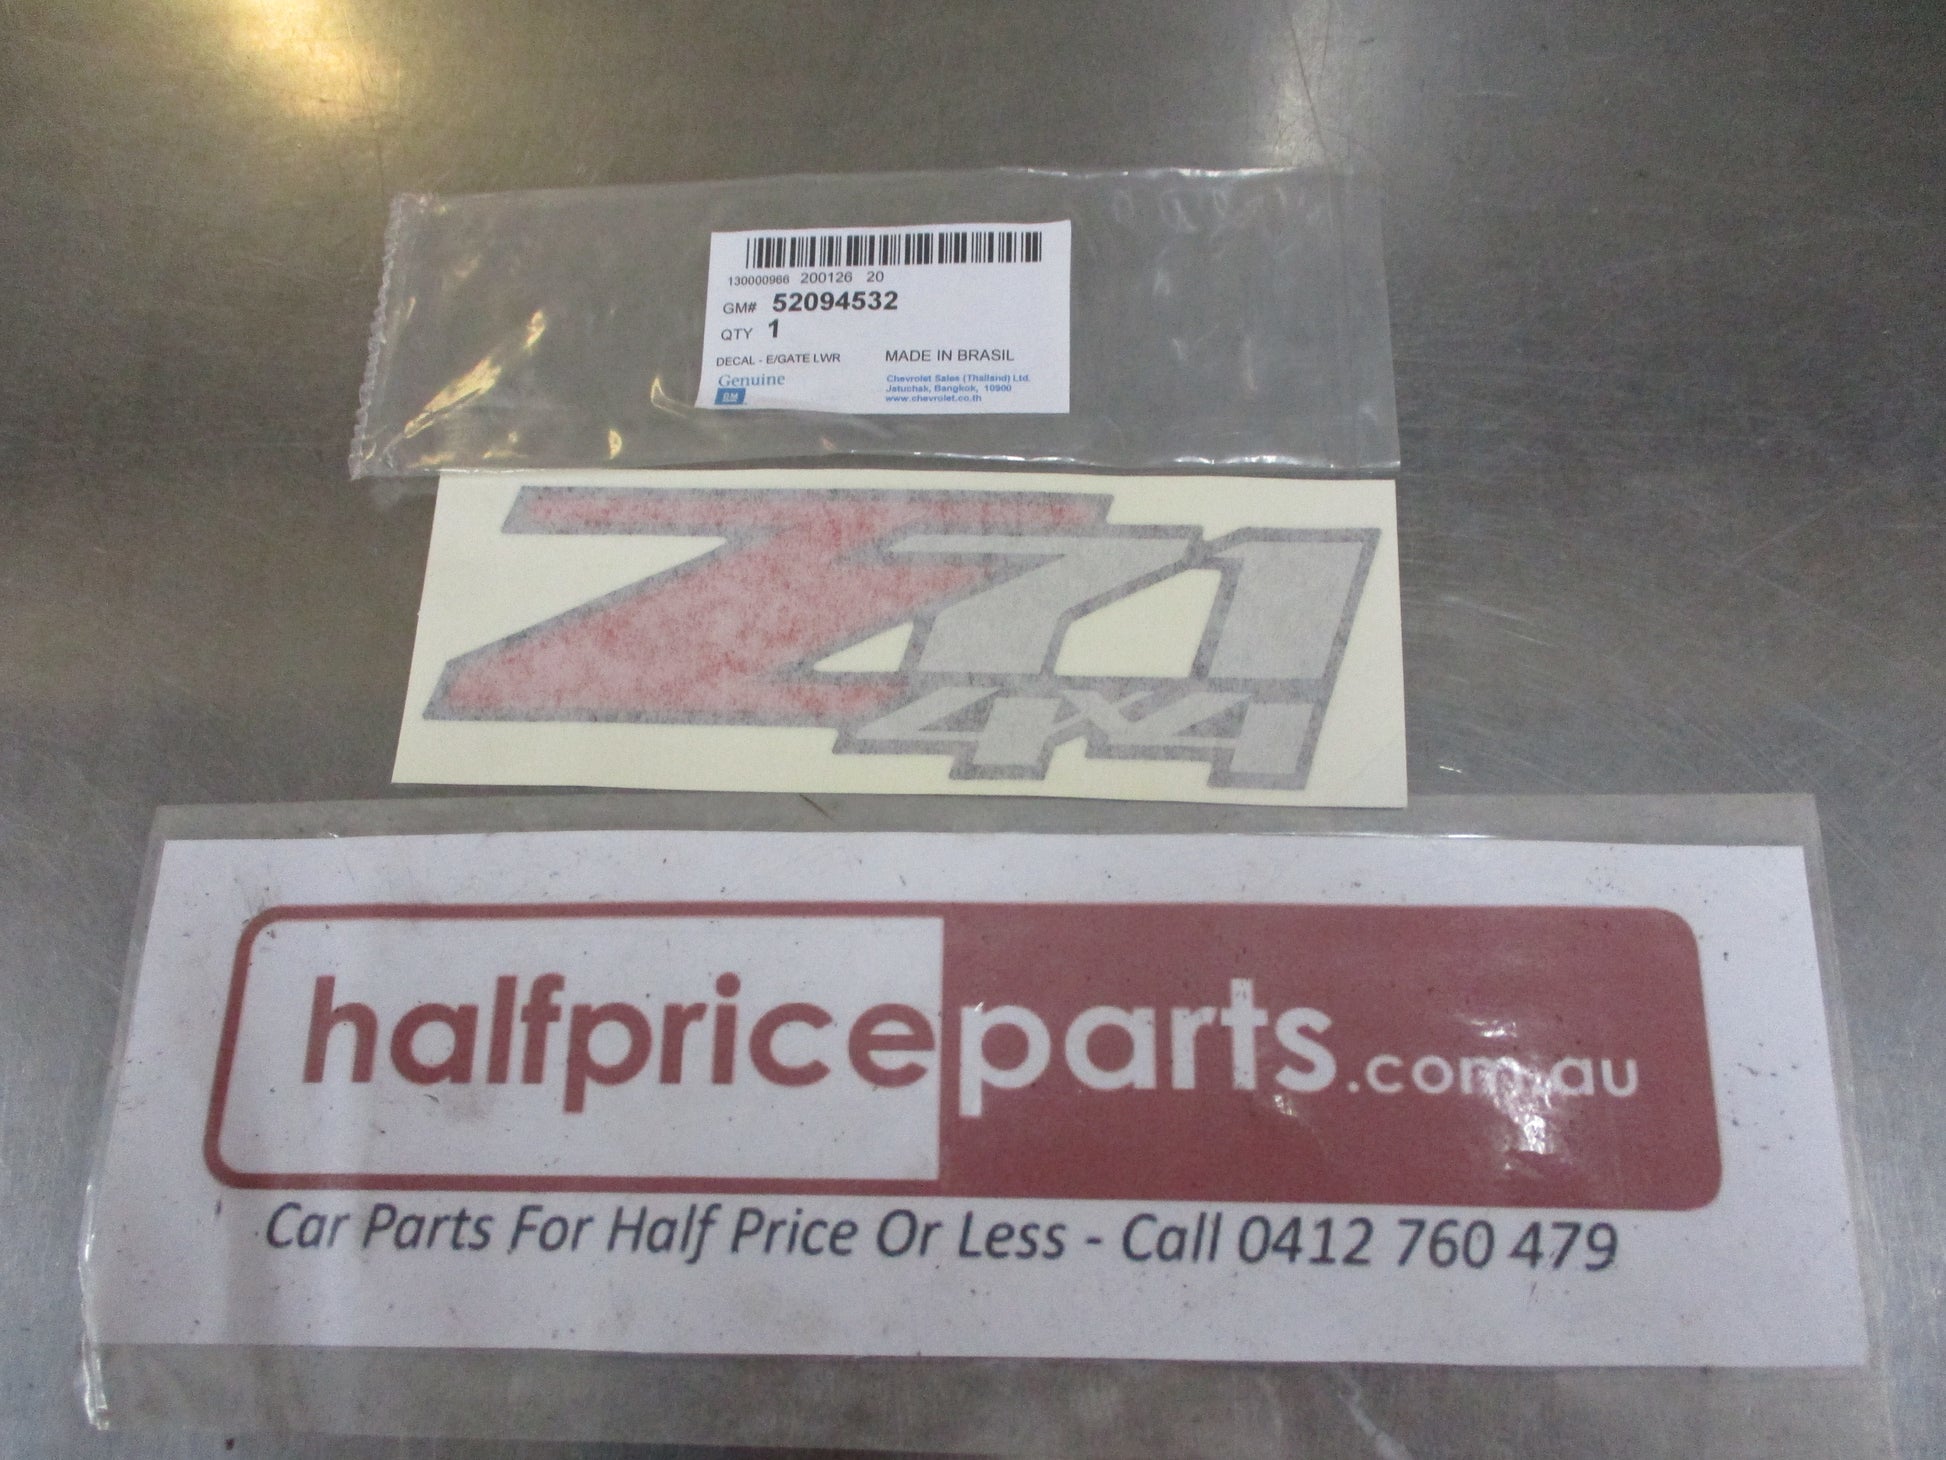 130000966 200126 20
GM# 52094532
QTY 1
DECAL - E/GATE LWR MADE IN BRASIL
Genuine
GM
Chevrolet Sales (Thailand) Ltd.
Jatuchak, Bangkok, 10900
www.chevrolet.co.th
Z71
4x4
halfpriceparts.com.au
Car Parts For Half Price Or Less - Call 0412 760 479